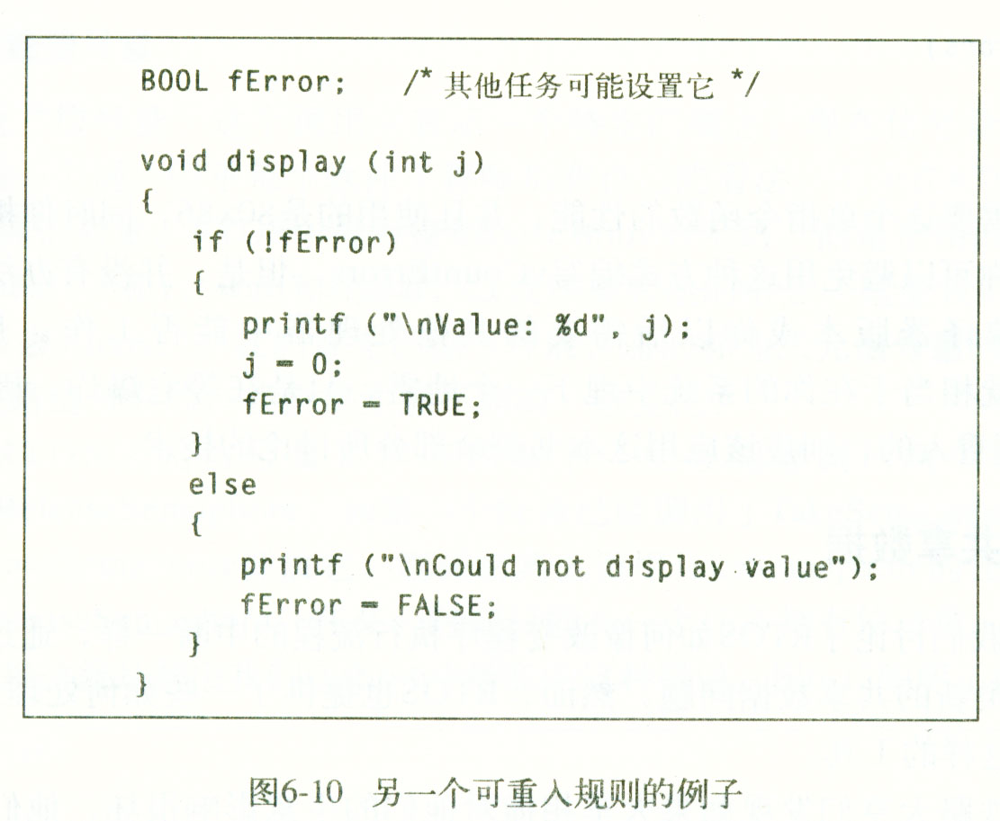 BOOL fError;    /* 其他任务可能设置它 */
void display (int j)
{
if (!fError)
{
printf ("\nValue: %d", j);
j = 0;
fError = TRUE;
}
else
{
printf ("\nCould not display value");
fError = FALSE;
}
}
图6-10 另一个可重入规则的例子